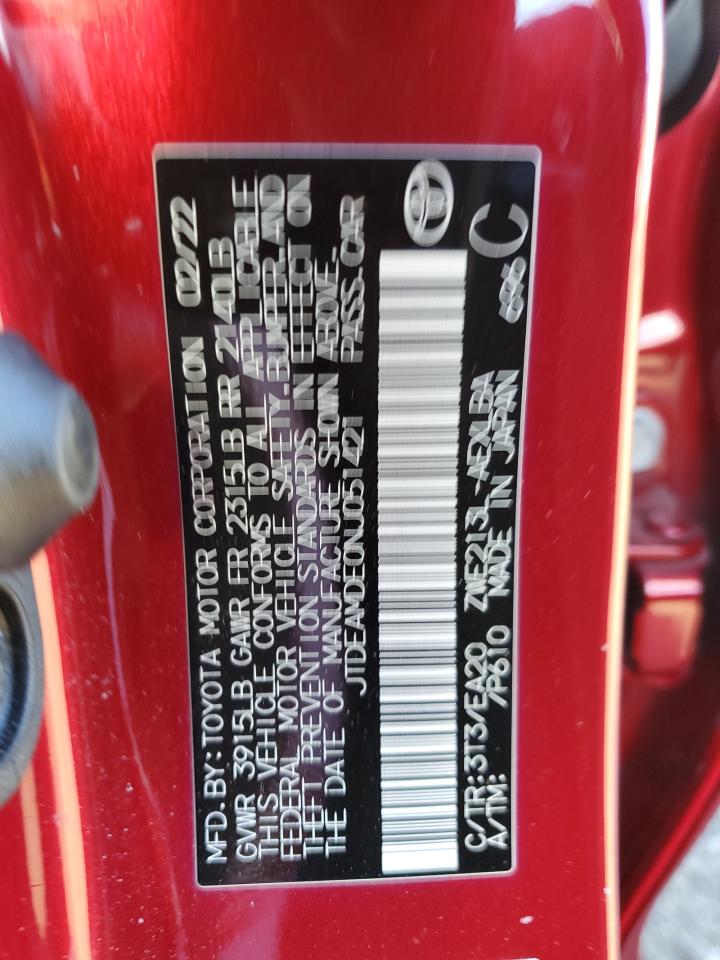 MFD.BY:TOYOTA MOTOR CORPORATION 02/22
GVWR 3915LB GAWR FR 2315LB RR 2140LB
THIS VEHICLE CONFORMS TO ALL APPLICABLE
FEDERAL MOTOR VEHICLE SAFETY,BUMPER,AND
THEFT PREVENTION STANDARDS IN EFFECT ON
THE DATE OF MANUFACTURE SHOWN ABOVE.
JTDEAMDE0NJ051421 PASS.CAR
C/TR:3T3/EA20 ZWE213L-AEXLBA
A/TM: /P610 MADE IN JAPAN
C